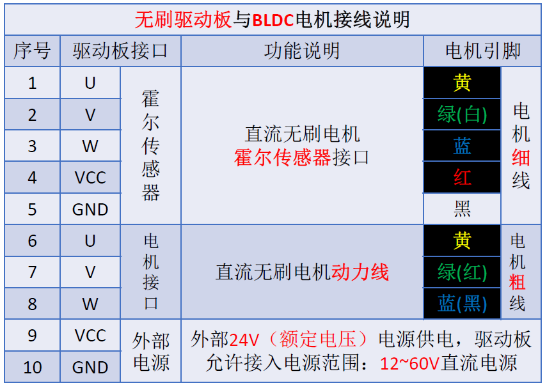 无刷驱动板与BLDC电机接线说明
序号 驱动板接口 功能说明 电机引脚
1 U 霍尔传感器 直流无刷电机霍尔传感器接口 黄 电机细线
2 V 绿(白)
3 W 蓝
4 VCC 红
5 GND 黑
6 U 电机接口 直流无刷电机动力线 黄 电机粗线
7 V 绿(红)
8 W 蓝(黑)
9 VCC 外部电源 外部24V（额定电压）电源供电，驱动板
10 GND 允许接入电源范围：12~60V直流电源